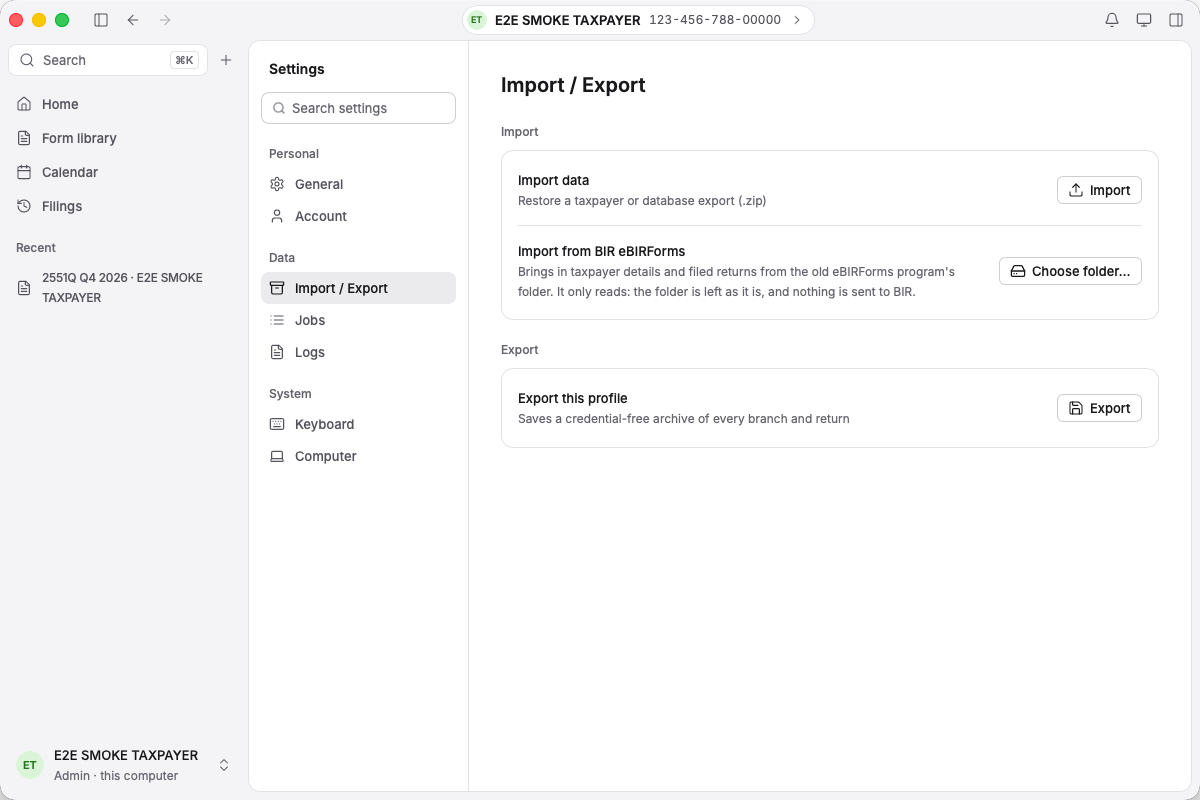 ET E2E SMOKE TAXPAYER 123-456-788-00000
Search ⌘K
Home
Form library
Calendar
Filings
Recent
2551Q Q4 2026 · E2E SMOKE
TAXPAYER
ET E2E SMOKE TAXPAYER
Admin · this computer
Settings
Search settings
Personal
General
Account
Data
Import / Export
Jobs
Logs
System
Keyboard
Computer
Import / Export
Import
Import data
Restore a taxpayer or database export (.zip)
Import
Import from BIR eBIRForms
Brings in taxpayer details and filed returns from the old eBIRForms program's
folder. It only reads: the folder is left as it is, and nothing is sent to BIR.
Choose folder...
Export
Export this profile
Saves a credential-free archive of every branch and return
Export